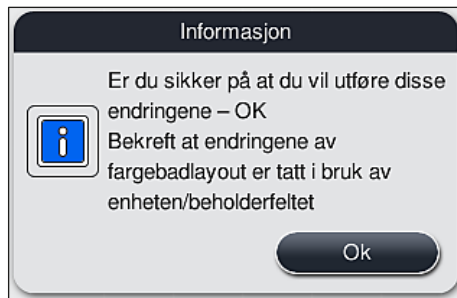 Informasjon
Er du sikker på at du vil utføre disse
endringene – OK
Bekreft at endringene av
fargebadlayout er tatt i bruk av
enheten/beholderfeltet
Ok